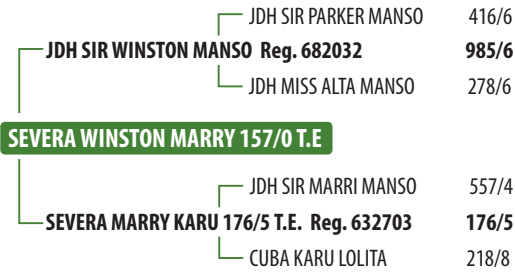 JDH SIR PARKER MANSO 416/6
JDH SIR WINSTON MANSO Reg. 682032 985/6
JDH MISS ALTA MANSO 278/6
SEVERA WINSTON MARRY 157/0 T.E
JDH SIR MARRI MANSO 557/4
SEVERA MARRY KARU 176/5 T.E. Reg. 632703 176/5
CUBA KARU LOLITA 218/8